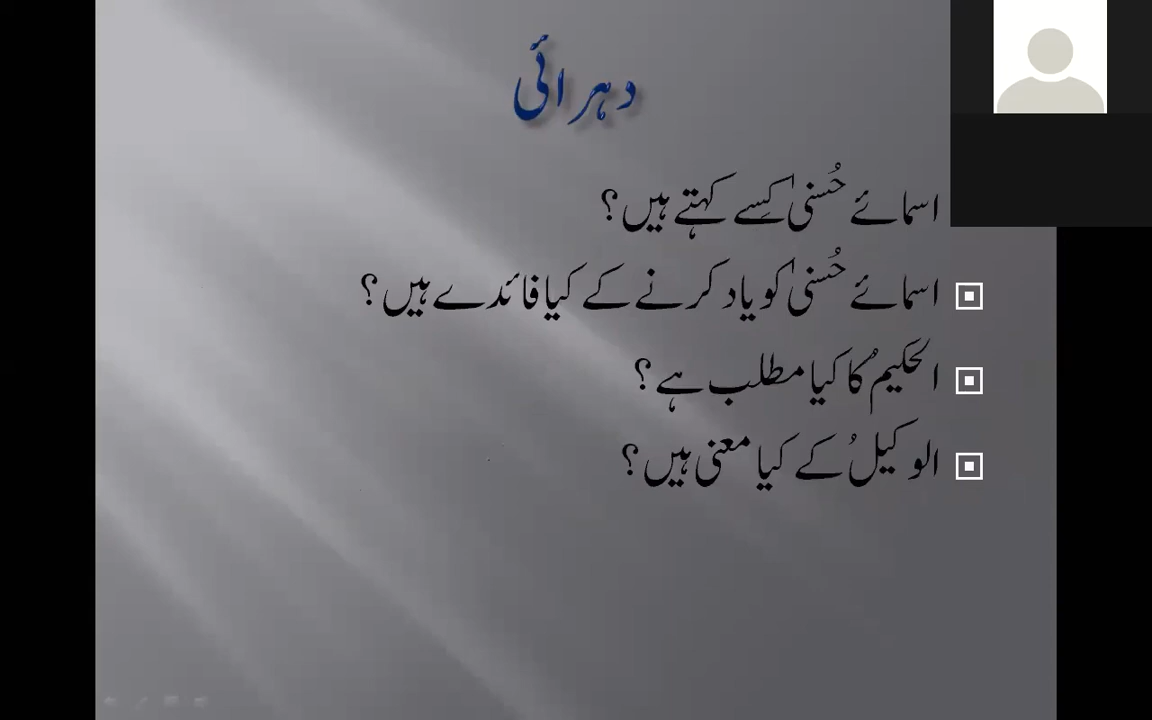 دہرائی
اسمائے حُسنیٰ کِسے کہتے ہیں؟
اسمائے حُسنیٰ کو یاد کرنے کے کیا فائدے ہیں؟
الحکیمُ کا کیا مطلب ہے؟
الوکیلُ کے کیا معنی ہیں؟